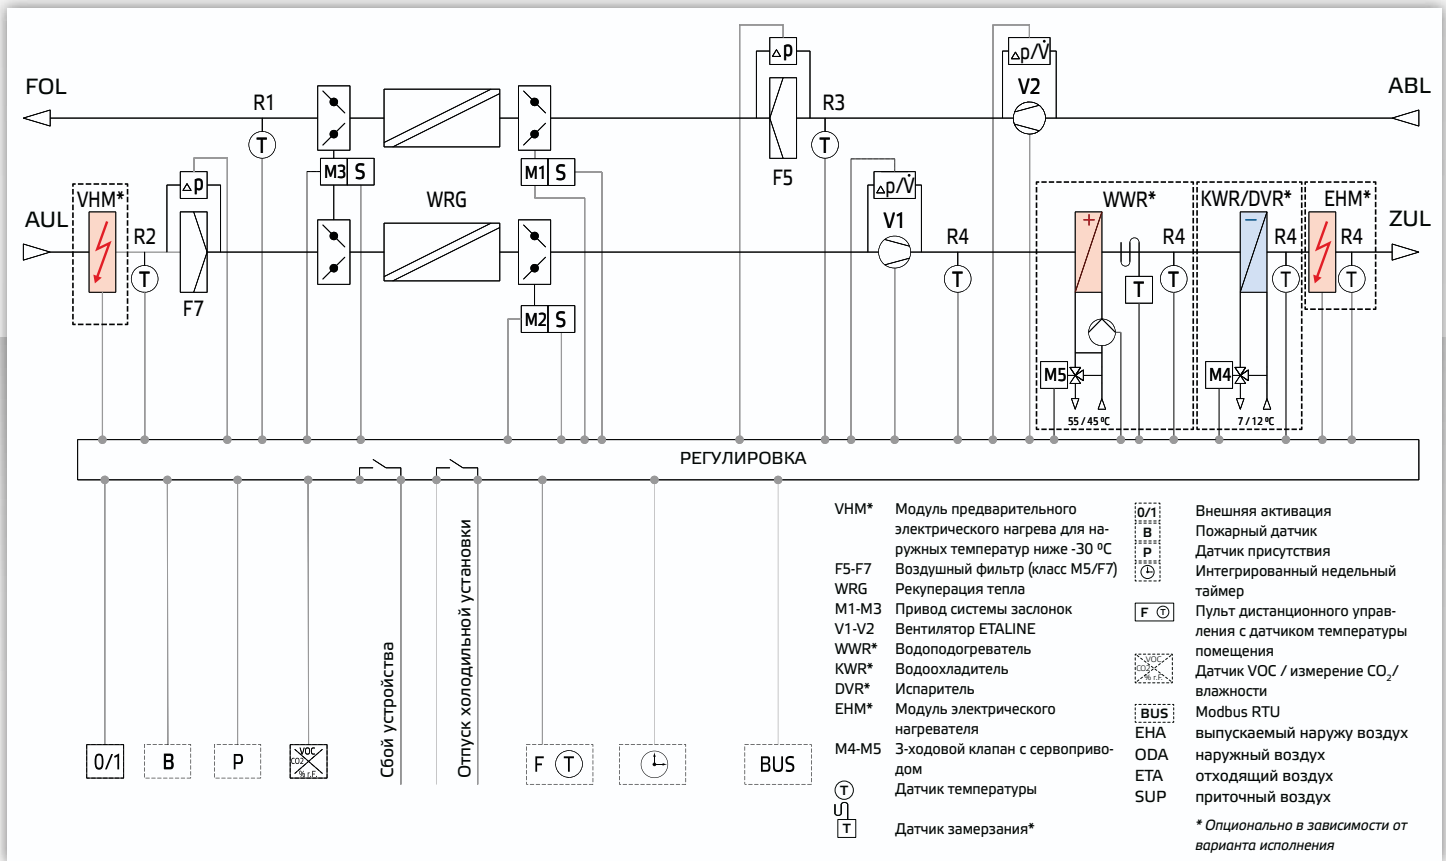 Δp
Δp/V̇
FOL
R1
R3
V2
ABL
T
T
M3 S
M1 S
F5
Δp
Δp/V̇
VHM*
WRG
WWR*
KWR/DVR*
EHM*
AUL
R2
V1
R4
+
R4
−
R4
R4
ZUL
T
T
T
T
T
T
F7
M2 S
M5
M4
55 / 45 ºC
7 / 12 ºC
РЕГУЛИРОВКА
Сбой устройства
Отпуск холодильной установки
0/1
B
P
VOC
CO2
% r.F.
F T
BUS
VHM* Модуль предварительного
электрического нагрева для на-
ружных температур ниже -30 ºC
F5-F7 Воздушный фильтр (класс M5/F7)
WRG Рекуперация тепла
M1-M3 Привод системы заслонок
V1-V2 Вентилятор ETALINE
WWR* Водоподогреватель
KWR* Водоохладитель
DVR* Испаритель
EHM* Модуль электрического
нагревателя
M4-M5 3-ходовой клапан с сервоприво-
дом
T Датчик температуры
T Датчик замерзания*
0/1 Внешняя активация
B Пожарный датчик
P Датчик присутствия
Интегрированный недельный
таймер
F T Пульт дистанционного управ-
ления с датчиком температуры
помещения
VOC
CO2
% r.F.
Датчик VOC / измерение CO₂/
влажности
BUS Modbus RTU
EHA выпускаемый наружу воздух
ODA наружный воздух
ETA отходящий воздух
SUP приточный воздух
* Опционально в зависимости от
варианта исполнения